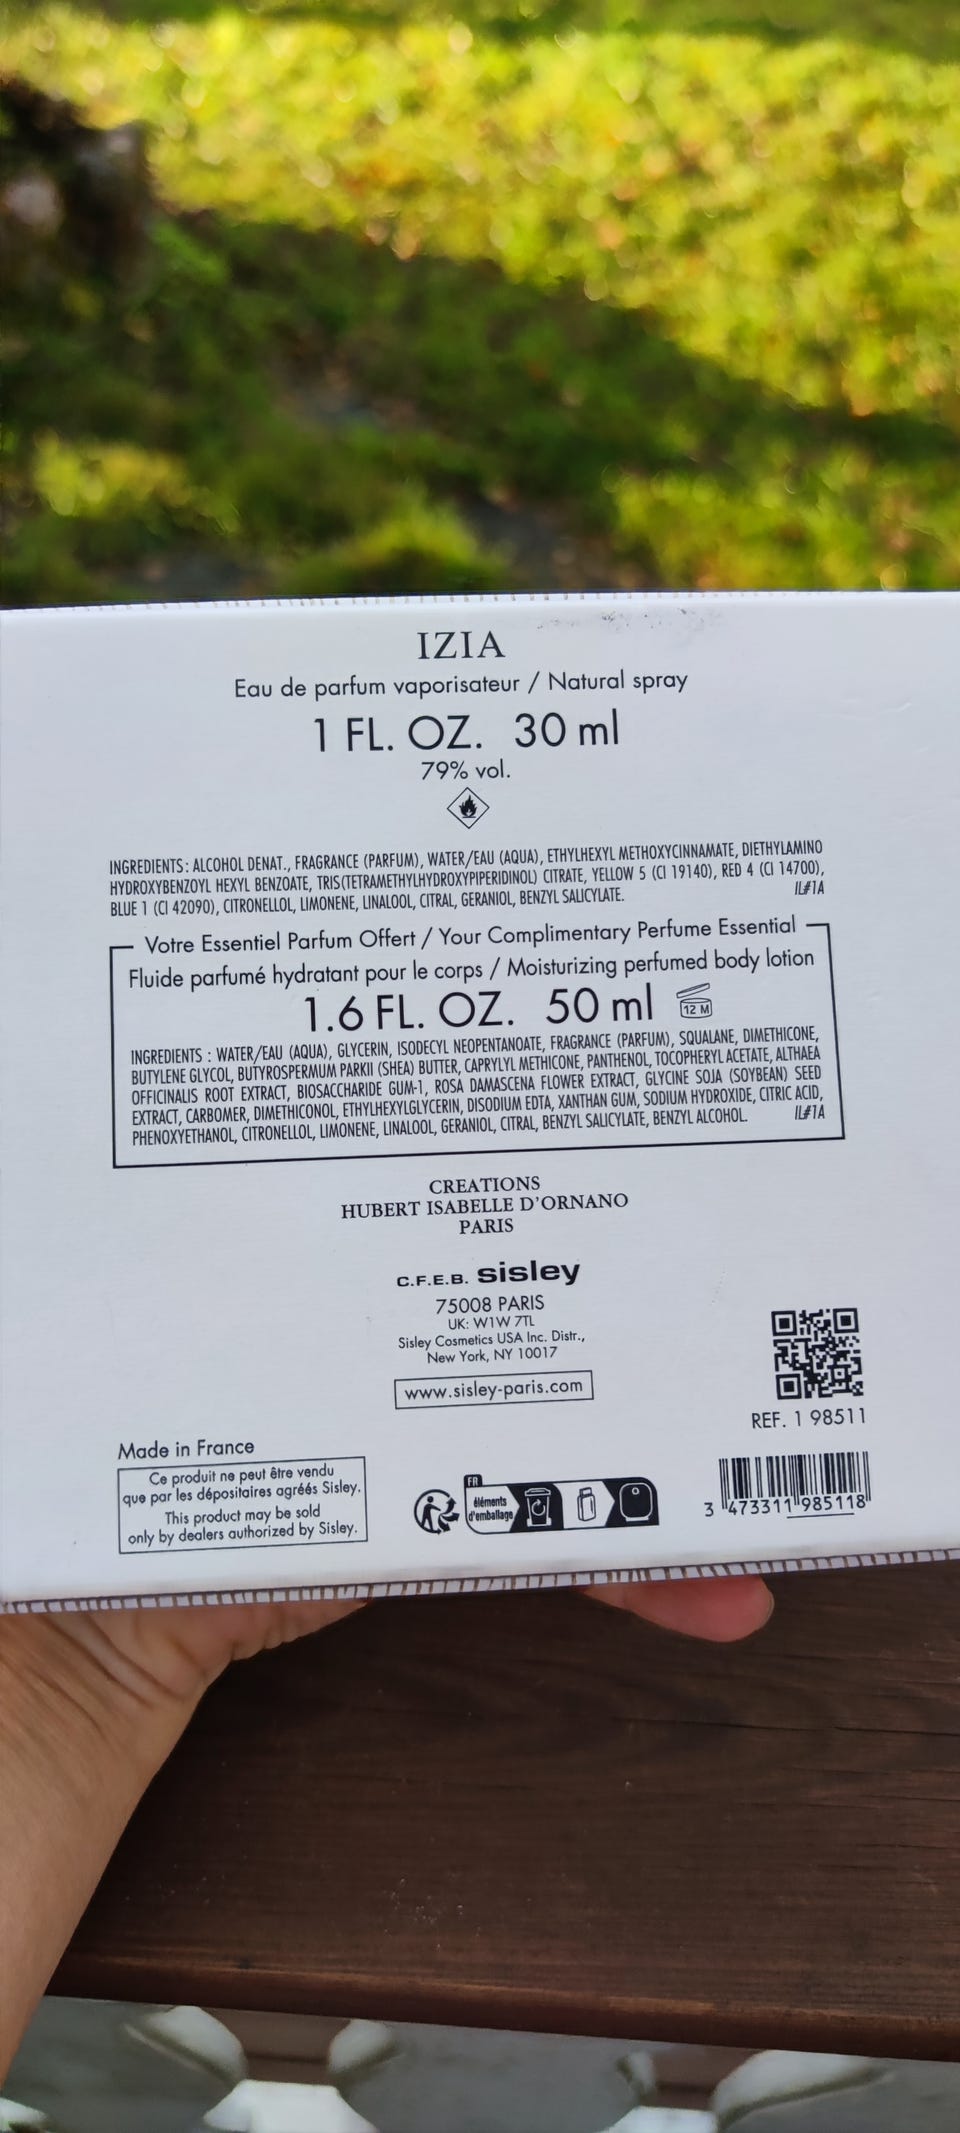 IZIA
Eau de parfum vaporisateur / Natural spray
1 FL. OZ. 30 ml
79% vol.
INGREDIENTS : ALCOHOL DENAT., FRAGRANCE (PARFUM), WATER/EAU (AQUA), ETHYLHEXYL METHOXYCINNAMATE, DIETHYLAMINO
HYDROXYBENZOYL HEXYL BENZOATE, TRIS(TETRAMETHYLHYDROXYPIPERIDINOL) CITRATE, YELLOW 5 (CI 19140), RED 4 (CI 14700),
BLUE 1 (CI 42090), CITRONELLOL, LIMONENE, LINALOOL, CITRAL, GERANIOL, BENZYL SALICYLATE. IL#1A
Votre Essentiel Parfum Offert / Your Complimentary Perfume Essential
Fluide parfumé hydratant pour le corps / Moisturizing perfumed body lotion
1.6 FL. OZ. 50 ml 12 M
INGREDIENTS : WATER/EAU (AQUA), GLYCERIN, ISODECYL NEOPENTANOATE, FRAGRANCE (PARFUM), SQUALANE, DIMETHICONE,
BUTYLENE GLYCOL, BUTYROSPERMUM PARKII (SHEA) BUTTER, CAPRYLYL METHICONE, PANTHENOL, TOCOPHERYL ACETATE, ALTHAEA
OFFICINALIS ROOT EXTRACT, BIOSACCHARIDE GUM-1, ROSA DAMASCENA FLOWER EXTRACT, GLYCINE SOJA (SOYBEAN) SEED
EXTRACT, CARBOMER, DIMETHICONOL, ETHYLHEXYLGLYCERIN, DISODIUM EDTA, XANTHAN GUM, SODIUM HYDROXIDE, CITRIC ACID,
PHENOXYETHANOL, CITRONELLOL, LIMONENE, LINALOOL, GERANIOL, CITRAL, BENZYL SALICYLATE, BENZYL ALCOHOL. IL#1A
CREATIONS
HUBERT ISABELLE D'ORNANO
PARIS
C.F.E.B. sisley
75008 PARIS
UK: W1W 7TL
Sisley Cosmetics USA Inc. Distr.,
New York, NY 10017
www.sisley-paris.com
REF. 1 98511
Made in France
Ce produit ne peut être vendu
que par les dépositaires agréés Sisley.
This product may be sold
only by dealers authorized by Sisley.
FR
éléments
d'emballage
3 473311 985118